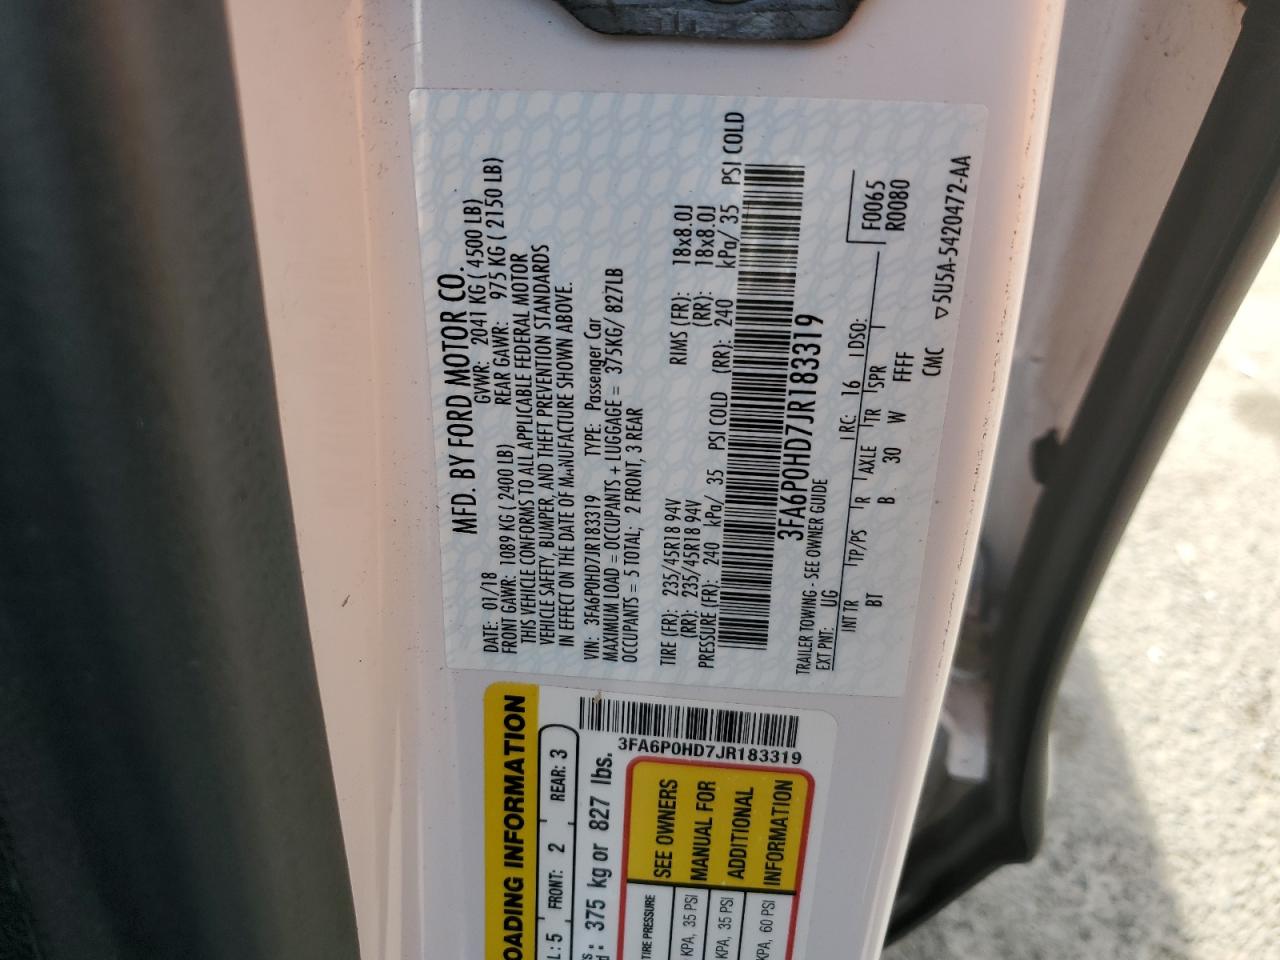 MFD. BY FORD MOTOR CO.
DATE: 01/18 GVWR: 2041 KG ( 4500 LB)
FRONT GAWR: 1089 KG ( 2400 LB) REAR GAWR: 975 KG ( 2150 LB)
THIS VEHICLE CONFORMS TO ALL APPLICABLE FEDERAL MOTOR
VEHICLE SAFETY, BUMPER, AND THEFT PREVENTION STANDARDS
IN EFFECT ON THE DATE OF MANUFACTURE SHOWN ABOVE.
VIN: 3FA6P0HD7JR183319 TYPE: Passenger Car
MAXIMUM LOAD = OCCUPANTS + LUGGAGE = 375KG/ 827LB
OCCUPANTS = 5 TOTAL; 2 FRONT, 3 REAR
TIRE (FR): 235/45R18 94V RIMS (FR): 18x8.0J
(RR): 235/45R18 94V (RR): 18x8.0J
PRESSURE (FR): 240 kPa/ 35 PSI COLD (RR): 240 kPa/ 35 PSI COLD
3FA6P0HD7JR183319
TRAILER TOWING - SEE OWNER GUIDE
EXT PNT: UG RC: 16 DSO: F0065
R0080
INT TR TP/PS R AXLE TR SPR
BT B 30 W FFFF
CMC ▽5U5A-5420472-AA
OADING INFORMATION
L: 5 FRONT: 2 REAR: 3
: 375 kg or 827 lbs.
3FA6P0HD7JR183319
TIRE PRESSURE
KPA, 35 PSI
KPA, 35 PSI
KPA, 60 PSI
SEE OWNERS
MANUAL FOR
ADDITIONAL
INFORMATION